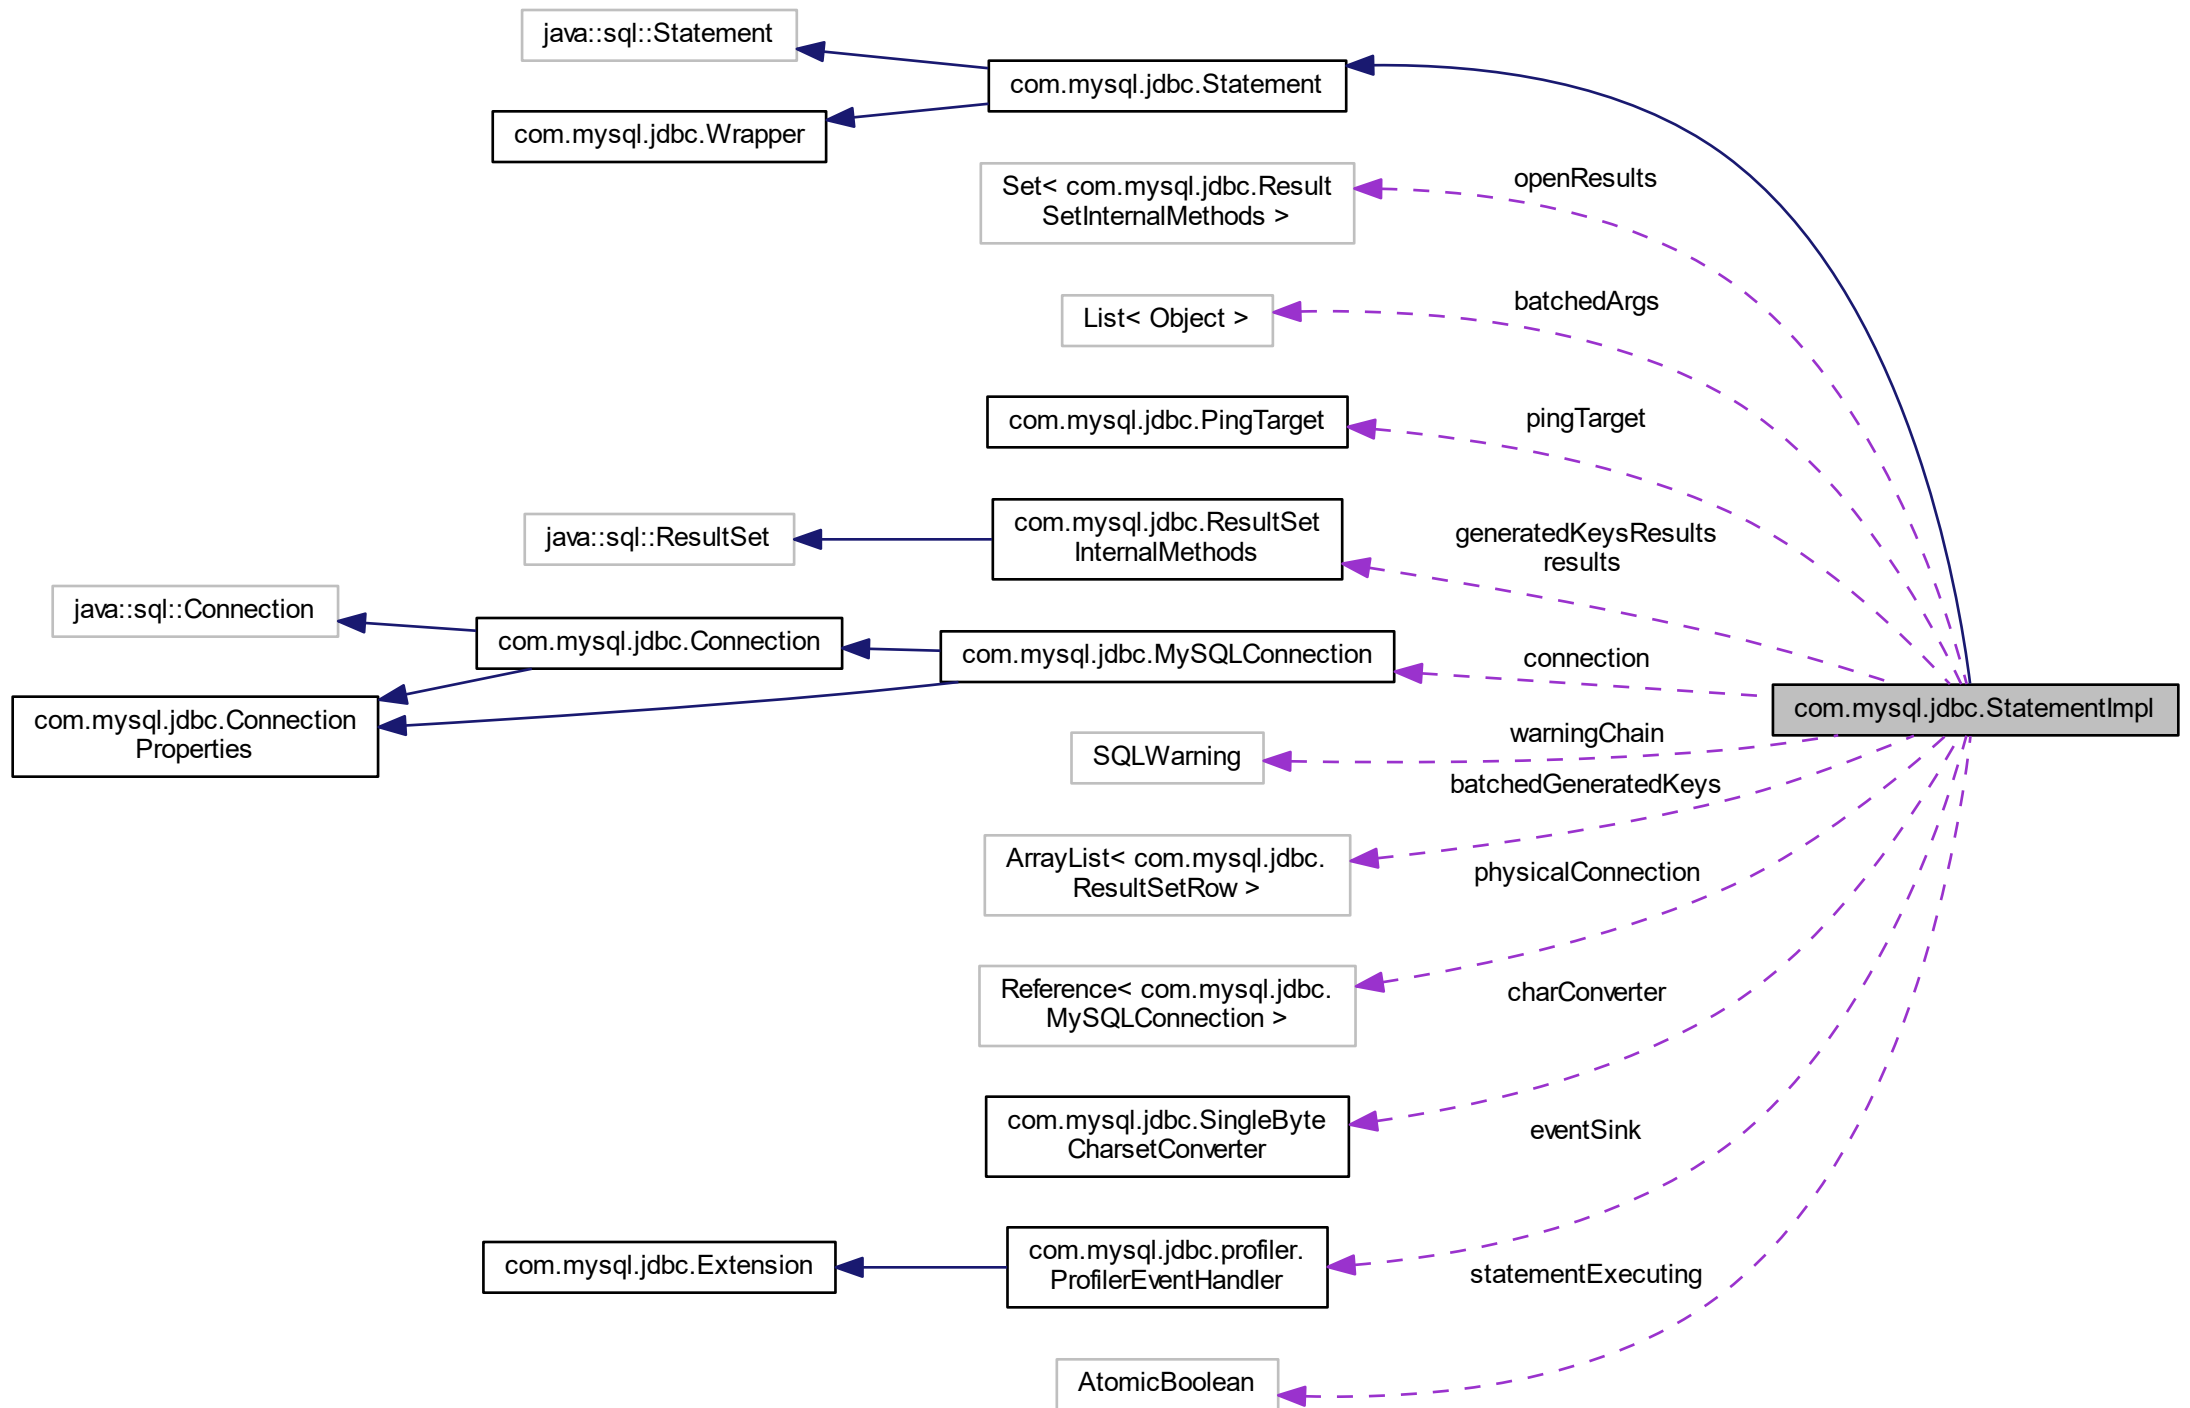 java::sql::Statement
com.mysql.jdbc.Statement
com.mysql.jdbc.Wrapper
Set< com.mysql.jdbc.Result
SetInternalMethods >
openResults
List< Object >
batchedArgs
com.mysql.jdbc.PingTarget
pingTarget
java::sql::ResultSet
com.mysql.jdbc.ResultSet
InternalMethods
generatedKeysResults
results
java::sql::Connection
com.mysql.jdbc.Connection
com.mysql.jdbc.MySQLConnection
connection
com.mysql.jdbc.Connection
Properties
com.mysql.jdbc.StatementImpl
SQLWarning
warningChain
batchedGeneratedKeys
ArrayList< com.mysql.jdbc.
ResultSetRow >
physicalConnection
Reference< com.mysql.jdbc.
MySQLConnection >
charConverter
com.mysql.jdbc.SingleByte
CharsetConverter
eventSink
com.mysql.jdbc.Extension
com.mysql.jdbc.profiler.
ProfilerEventHandler
statementExecuting
AtomicBoolean